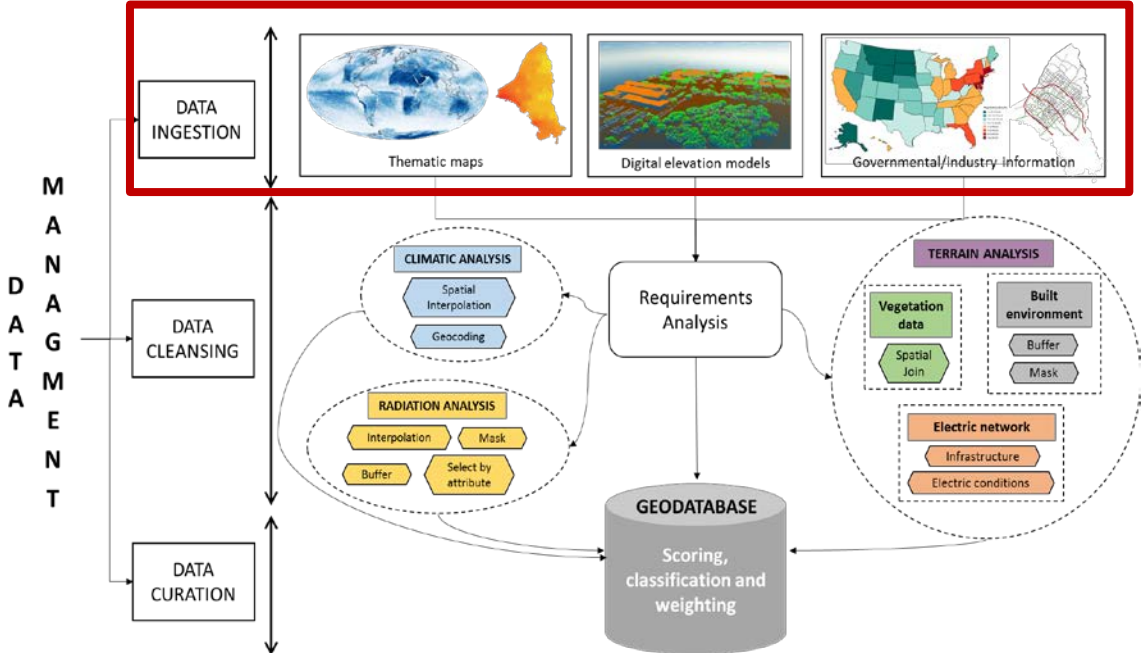 DATA
MANAGMENT
DATA
INGESTION
Thematic maps
Digital elevation models
Governmental/Industry Information
DATA
CLEANSING
CLIMATIC ANALYSIS
Spatial
Interpolation
Geocoding
RADIATION ANALYSIS
Interpolation
Mask
Buffer
Select by
attribute
Requirements
Analysis
TERRAIN ANALYSIS
Vegetation
data
Spatial
Join
Built
environment
Buffer
Mask
Electric network
Infrastructure
Electric conditions
DATA
CURATION
GEODATABASE
Scoring,
classification and
weighting